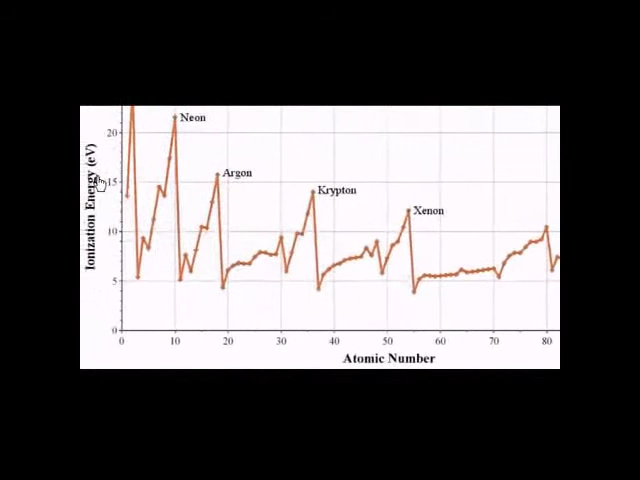 Neon
Argon
Krypton
Xenon
Ionization Energy (eV)
20
15
10
5
0
0 10 20 30 40 50 60 70 80
Atomic Number